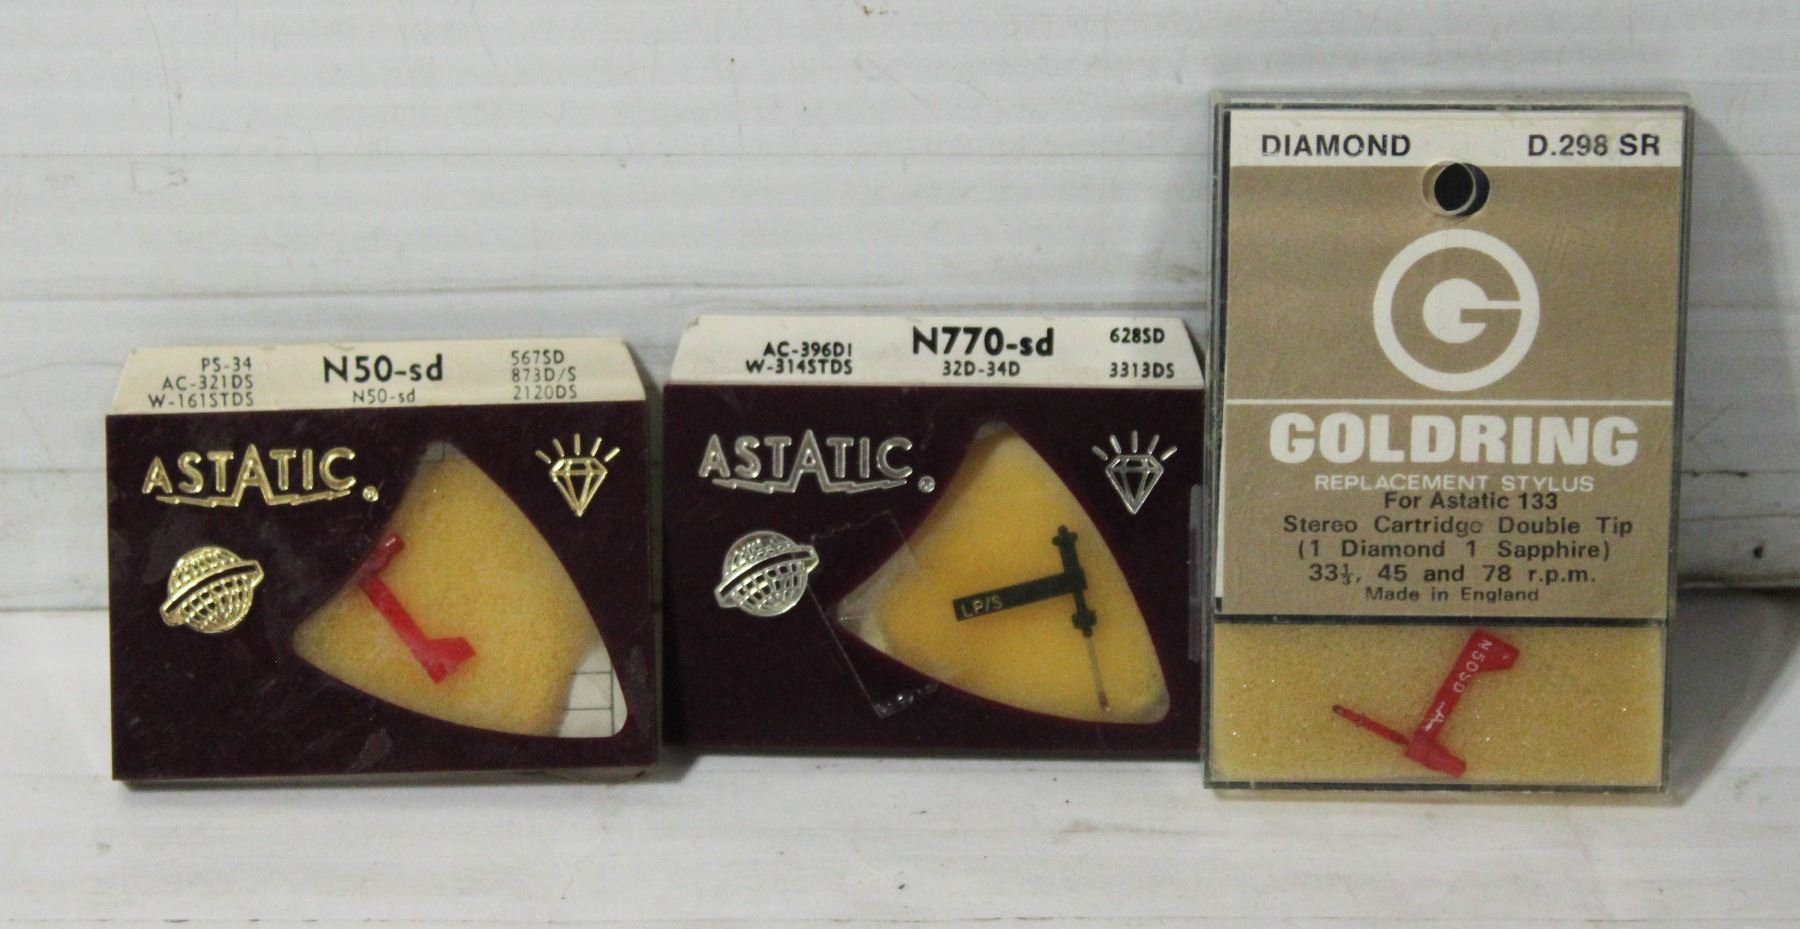 PS-34
AC-321DS
W-161STDS
N50-sd
N50-sd
567SD
873D/S
2120DS
ASTATIC®
AC-396DI
W-314STDS
N770-sd
32D-34D
628SD
3313DS
ASTATIC®
LP/S
DIAMOND D.298 SR
G
GOLDRING
REPLACEMENT STYLUS
For Astatic 133
Stereo Cartridge Double Tip
(1 Diamond 1 Sapphire)
33⅓, 45 and 78 r.p.m.
Made in England
N50SD